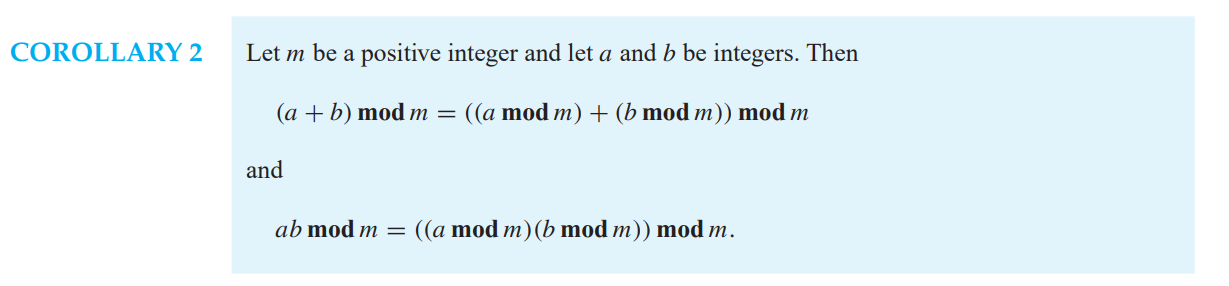 COROLLARY 2 Let m be a positive integer and let a and b be integers. Then
(a + b) mod m = ((a mod m) + (b mod m)) mod m
and
ab mod m = ((a mod m)(b mod m)) mod m.